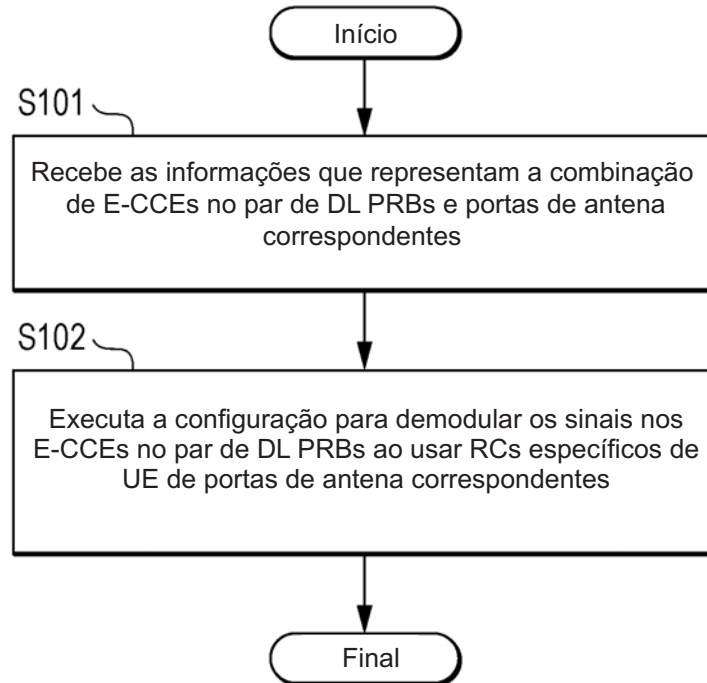 Início
S101
Recebe as informações que representam a combinação
de E-CCEs no par de DL PRBs e portas de antena
correspondentes
S102
Executa a configuração para demodular os sinais nos
E-CCEs no par de DL PRBs ao usar RCs específicos de
UE de portas de antena correspondentes
Final